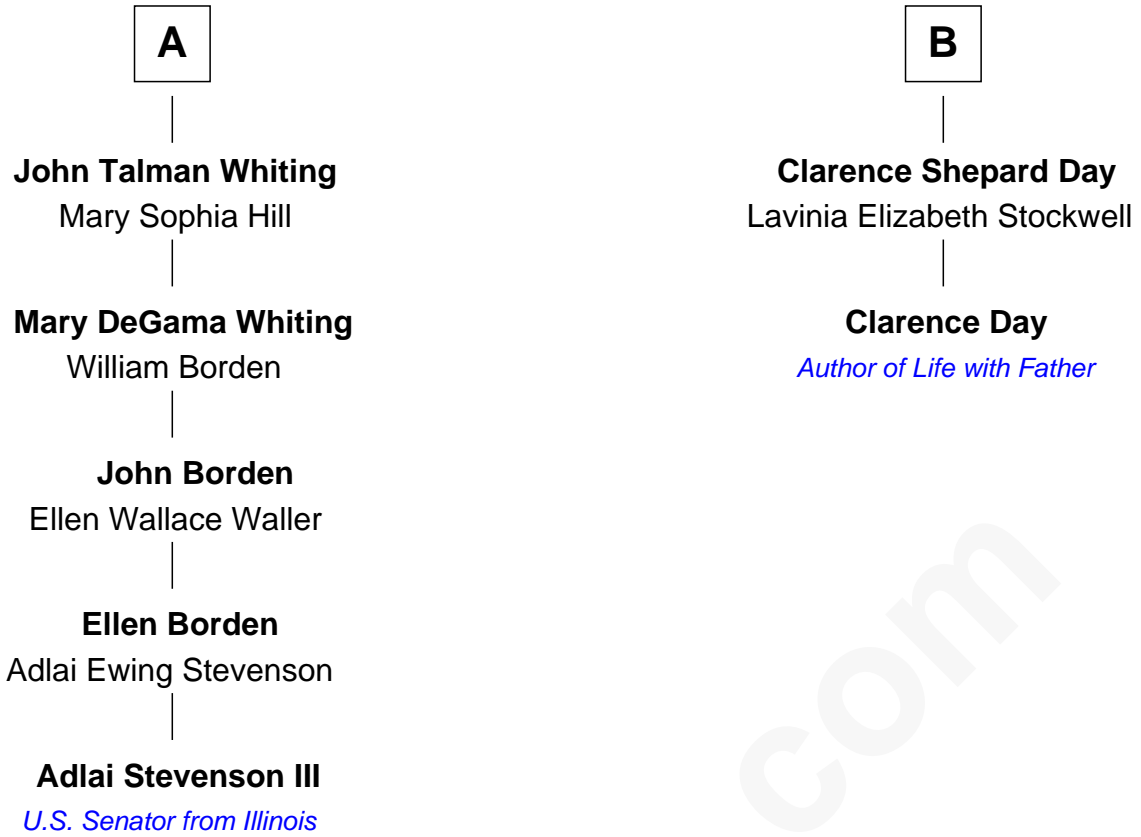 A
John Talman Whiting
Mary Sophia Hill
Mary DeGama Whiting
William Borden
John Borden
Ellen Wallace Waller
Ellen Borden
Adlai Ewing Stevenson
Adlai Stevenson III
U.S. Senator from Illinois
B
Clarence Shepard Day
Lavinia Elizabeth Stockwell
Clarence Day
Author of Life with Father
com